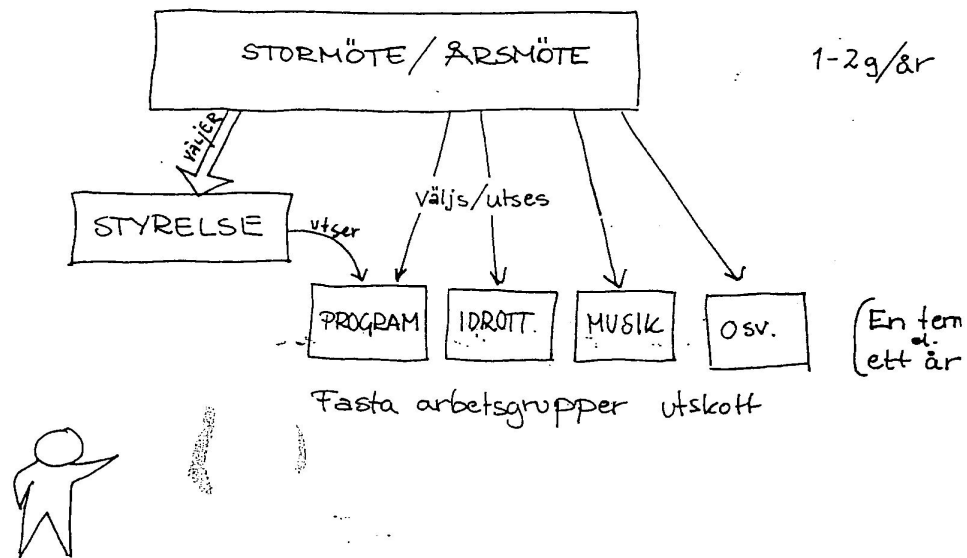 STORMÖTE / ÅRSMÖTE
1-2 g/år
VÄLJER
STYRELSE
utser
väljs/utses
PROGRAM
IDROTT.
MUSIK
OSV.
(En tem
el.
ett år
Fasta arbetsgrupper utskott